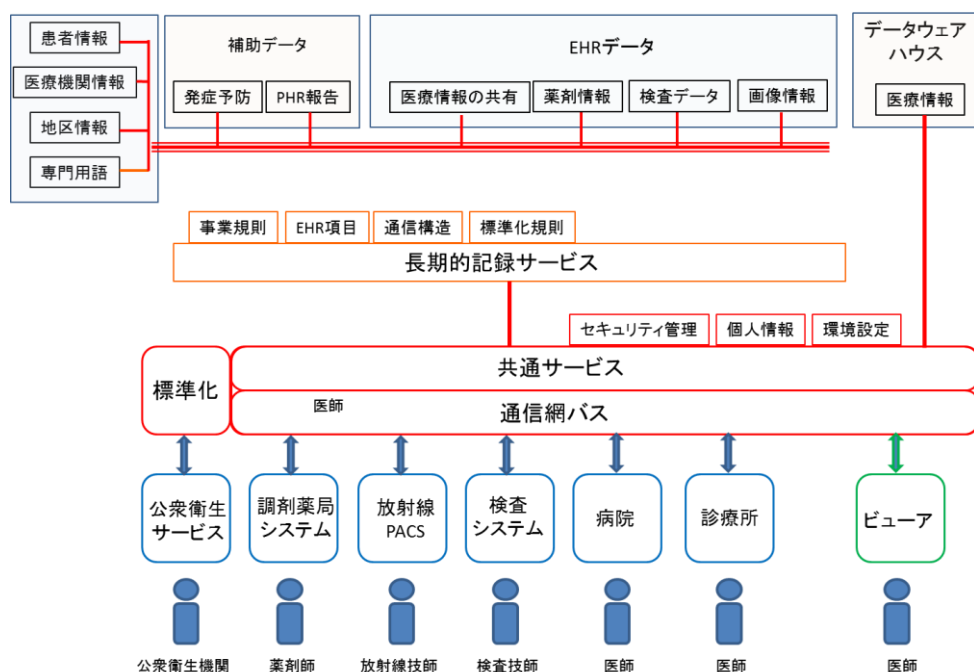 患者情報
医療機関情報
地区情報
専門用語
補助データ
発症予防
PHR報告
EHRデータ
医療情報の共有
薬剤情報
検査データ
画像情報
データウェア
ハウス
医療情報
事業規則
EHR項目
通信構造
標準化規則
長期的記録サービス
セキュリティ管理
個人情報
環境設定
標準化
共通サービス
医師
通信網バス
公衆衛生
サービス
調剤薬局
システム
放射線
PACS
検査
システム
病院
診療所
ビューア
公衆衛生機関
薬剤師
放射線技師
検査技師
医師
医師
医師